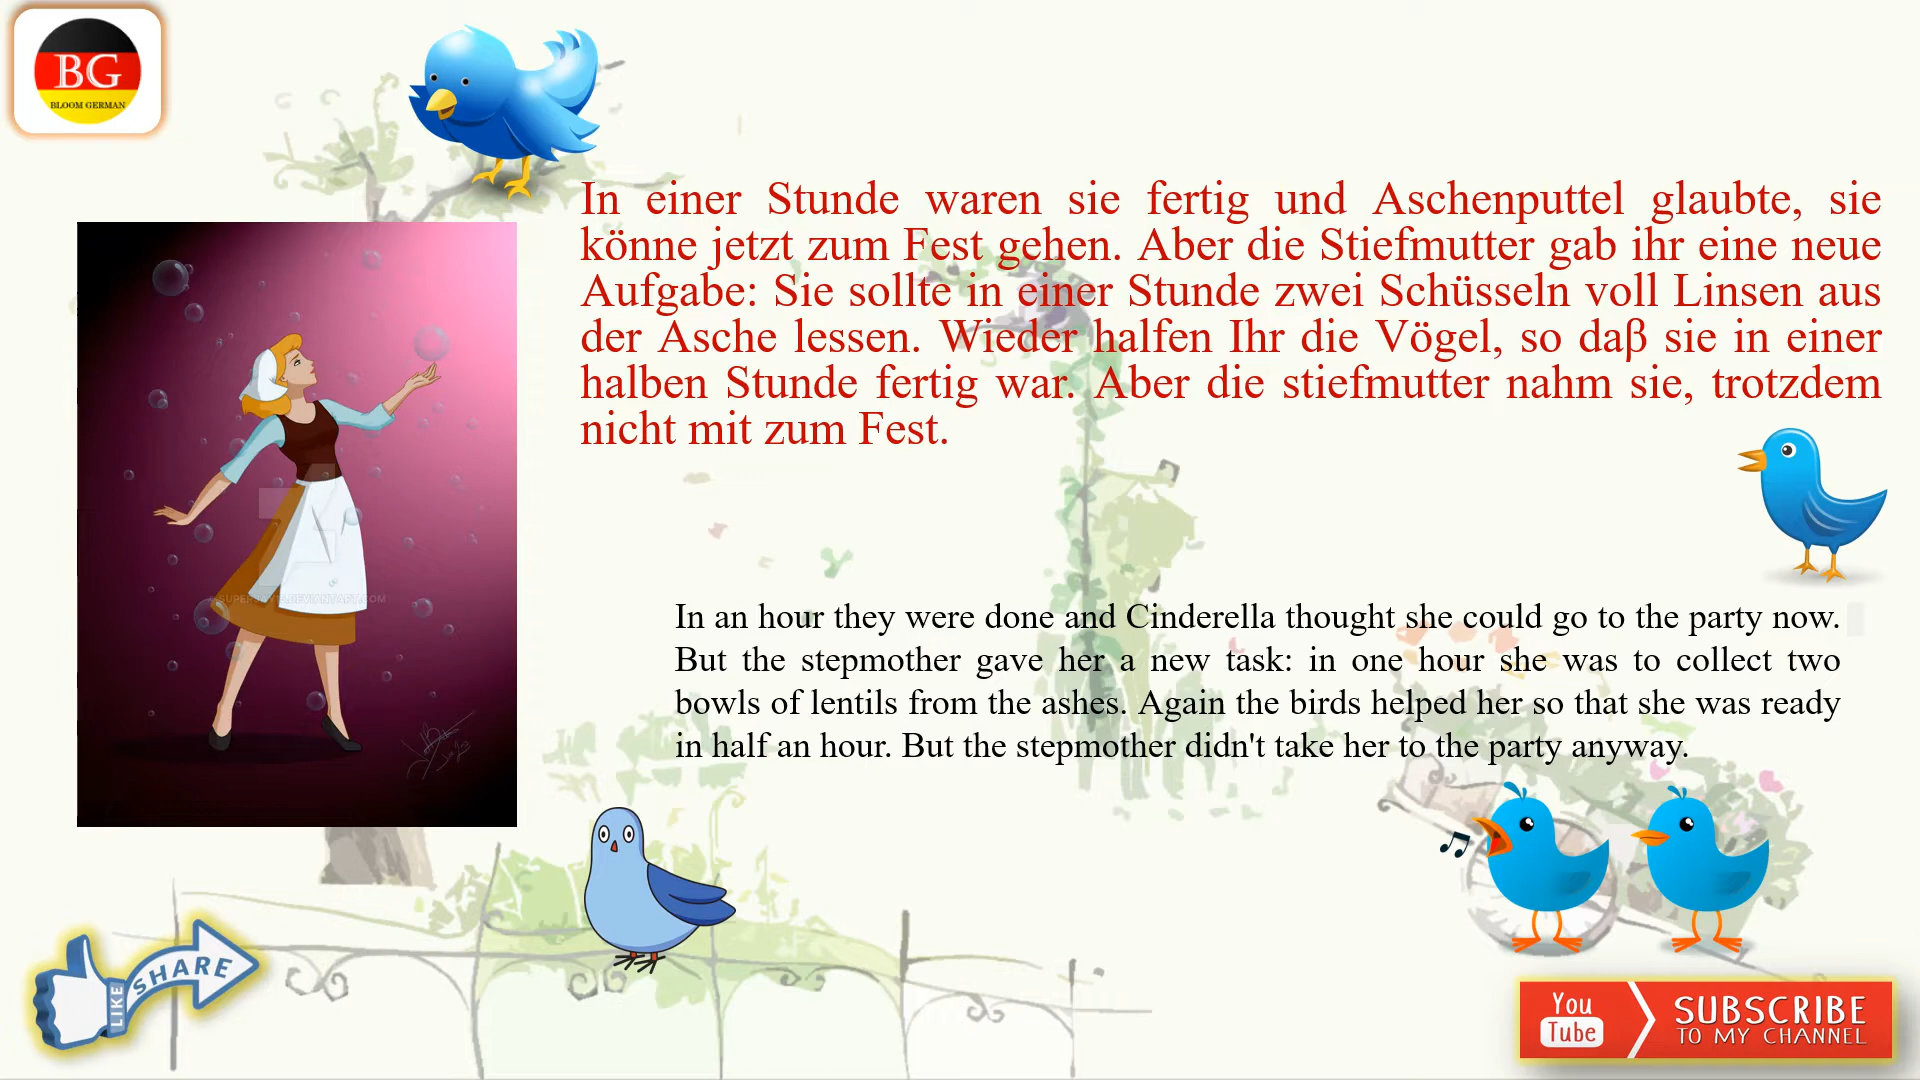 BG
BLOOM GERMAN
In einer Stunde waren sie fertig und Aschenputtel glaubte, sie
könne jetzt zum Fest gehen. Aber die Stiefmutter gab ihr eine neue
Aufgabe: Sie sollte in einer Stunde zwei Schüsseln voll Linsen aus
der Asche lessen. Wieder halfen Ihr die Vögel, so daβ sie in einer
halben Stunde fertig war. Aber die stiefmutter nahm sie, trotzdem
nicht mit zum Fest.
In an hour they were done and Cinderella thought she could go to the party now.
But the stepmother gave her a new task: in one hour she was to collect two
bowls of lentils from the ashes. Again the birds helped her so that she was ready
in half an hour. But the stepmother didn't take her to the party anyway.
LIKE
SHARE
You
Tube
SUBSCRIBE
TO MY CHANNEL